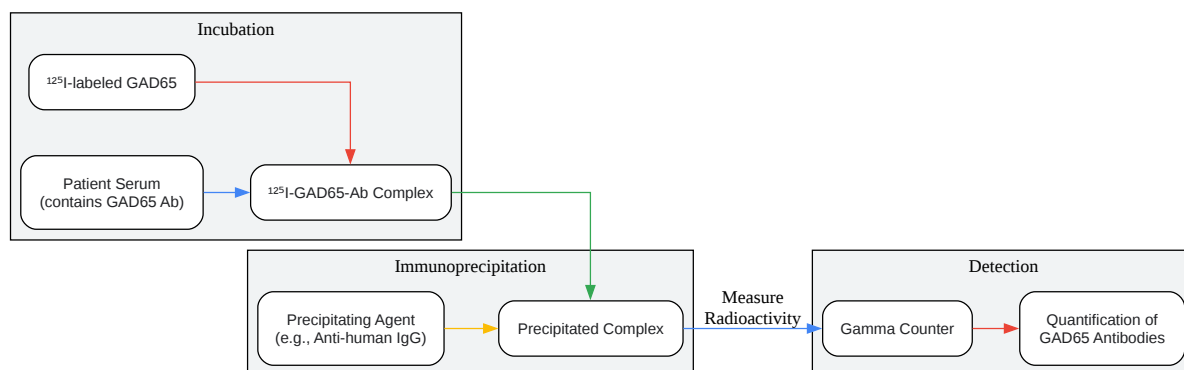 Incubation
¹²⁵I-labeled GAD65
Patient Serum
(contains GAD65 Ab)
¹²⁵I-GAD65-Ab Complex
Immunoprecipitation
Precipitating Agent
(e.g., Anti-human IgG)
Precipitated Complex
Measure
Radioactivity
Detection
Gamma Counter
Quantification of
GAD65 Antibodies